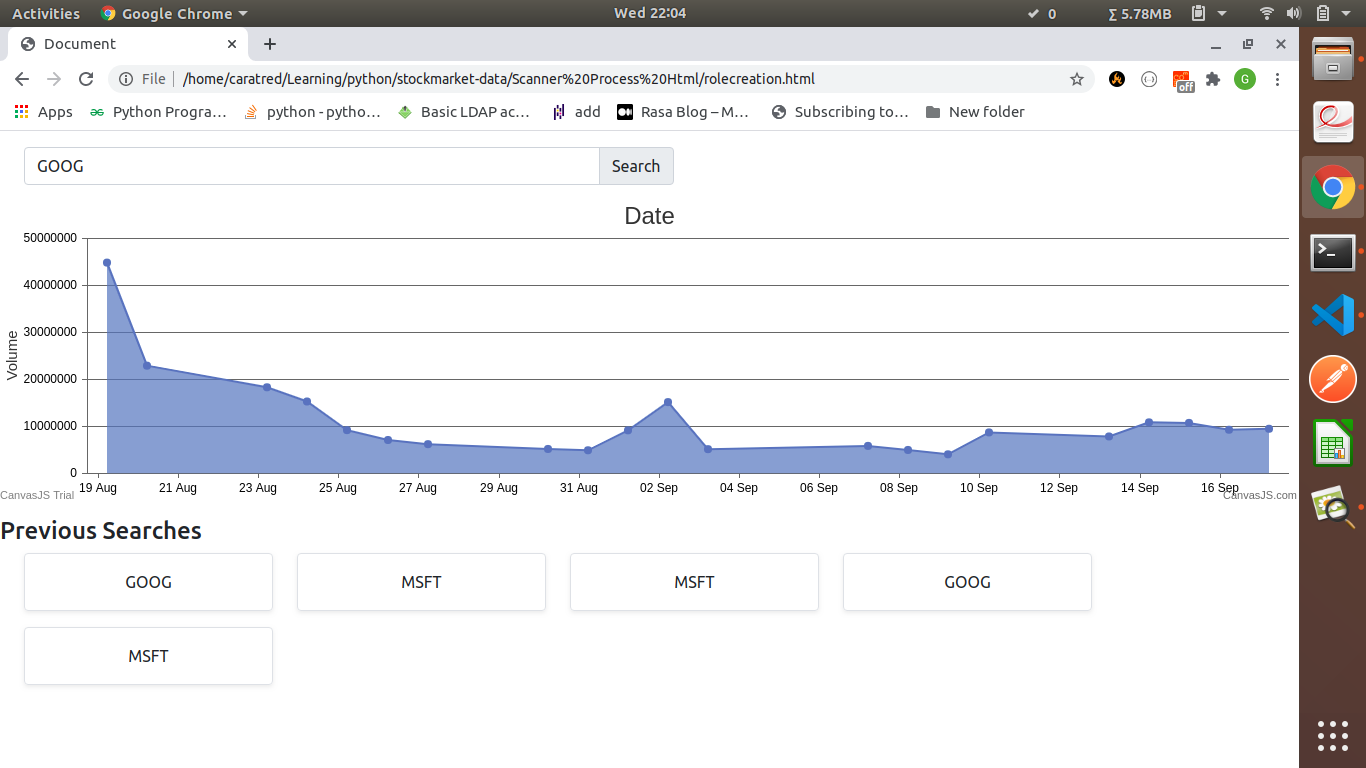 Activities Google Chrome Wed 22:04 0 Σ 5.78MB
Document
File /home/caratred/Learning/python/stockmarket-data/Scanner%20Process%20Html/rolecreation.html G off
Apps Python Progra... python - pytho... Basic LDAP ac... add Rasa Blog – M... Subscribing to... New folder
GOOG Search
Date
50000000
40000000
30000000
20000000
10000000
0
Volume
19 Aug 21 Aug 23 Aug 25 Aug 27 Aug 29 Aug 31 Aug 02 Sep 04 Sep 06 Sep 08 Sep 10 Sep 12 Sep 14 Sep 16 Sep
CanvasJS Trial CanvasJS.com
Previous Searches
GOOG MSFT MSFT GOOG
MSFT